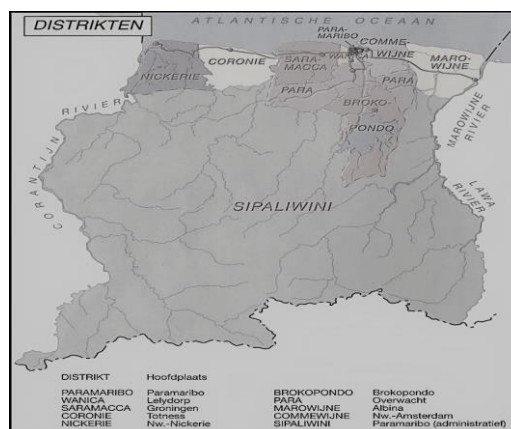 DISTRIKTEN
ATLANTISCHE OCEAAN
PARA-
MARIBO
COMME-
WIJNE
WANICA
NICKERIE
CORONIE
SARA-
MACCA
PARA
PARA
MARO-
WIJNE
BROKO-
PONDO
CORANTIJN RIVIER
MAROWIJNE
RIVIER
LAWA
RIVIER
SIPALIWINI
DISTRIKT Hoofdplaats
PARAMARIBO Paramaribo
WANICA Lelydorp
SARAMACCA Groningen
CORONIE Totness
NICKERIE Nw.-Nickerie
BROKOPONDO Brokopondo
PARA Overwacht
MAROWIJNE Albina
COMMEWIJNE Nw.-Amsterdam
SIPALIWINI Paramaribo (administratief)